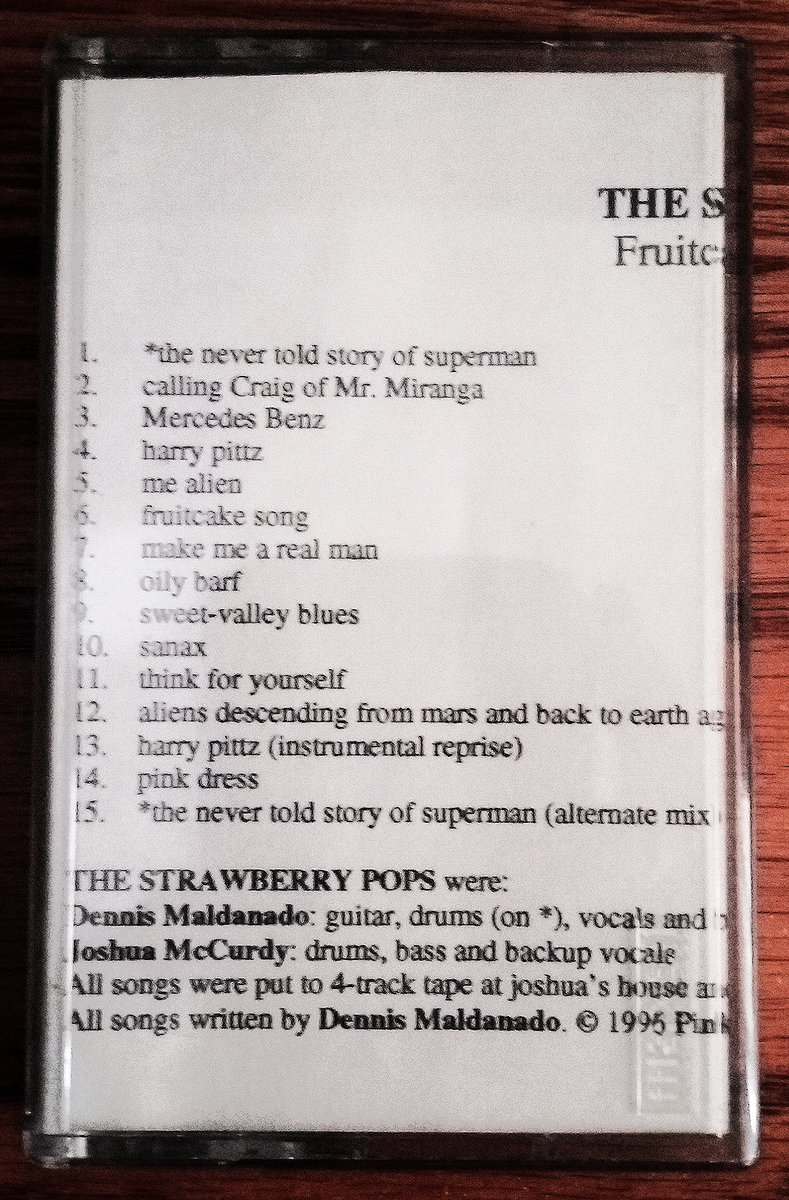 THE S
Fruitca
1. *the never told story of superman
2. calling Craig of Mr. Miranga
3. Mercedes Benz
4. harry pittz
5. me alien
6. fruitcake song
7. make me a real man
8. oily barf
9. sweet-valley blues
10. sanax
11. think for yourself
12. aliens descending from mars and back to earth ag
13. harry pittz (instrumental reprise)
14. pink dress
15. *the never told story of superman (alternate mix
THE STRAWBERRY POPS were:
Dennis Maldanado: guitar, drums (on *), vocals and
Joshua McCurdy: drums, bass and backup vocals
All songs were put to 4-track tape at joshua's house
All songs written by Dennis Maldanado. © 1995 Pink